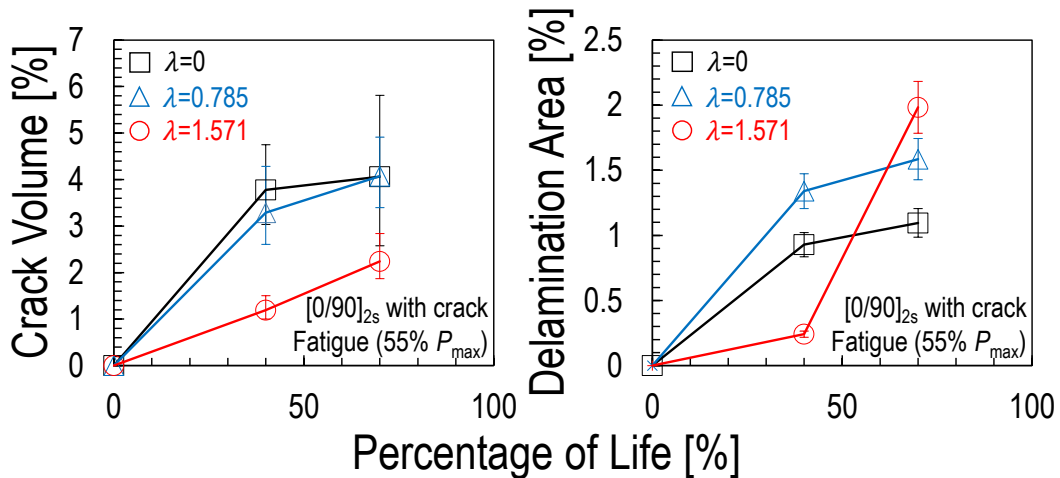 Crack Volume [%]
7
6
5
4
3
2
1
0
λ=0
λ=0.785
λ=1.571
[0/90]2s with crack
Fatigue (55% Pmax)
0
50
100
Delamination Area [%]
2.5
2
1.5
1
0.5
0
λ=0
λ=0.785
λ=1.571
[0/90]2s with crack
Fatigue (55% Pmax)
0
50
100
Percentage of Life [%]